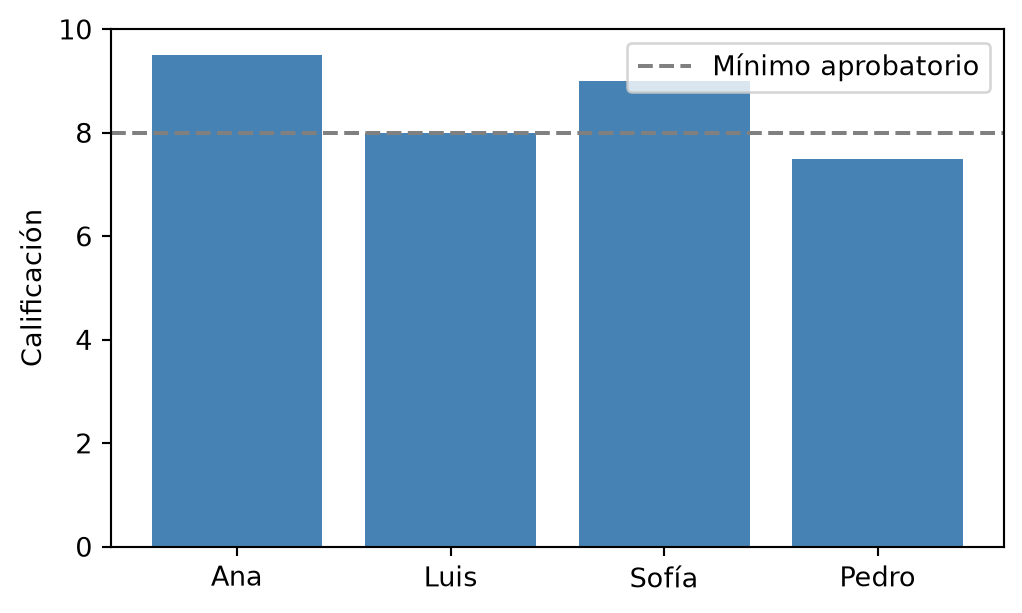 10
8
6
4
2
0
Calificación
Mínimo aprobatorio
Ana
Luis
Sofía
Pedro